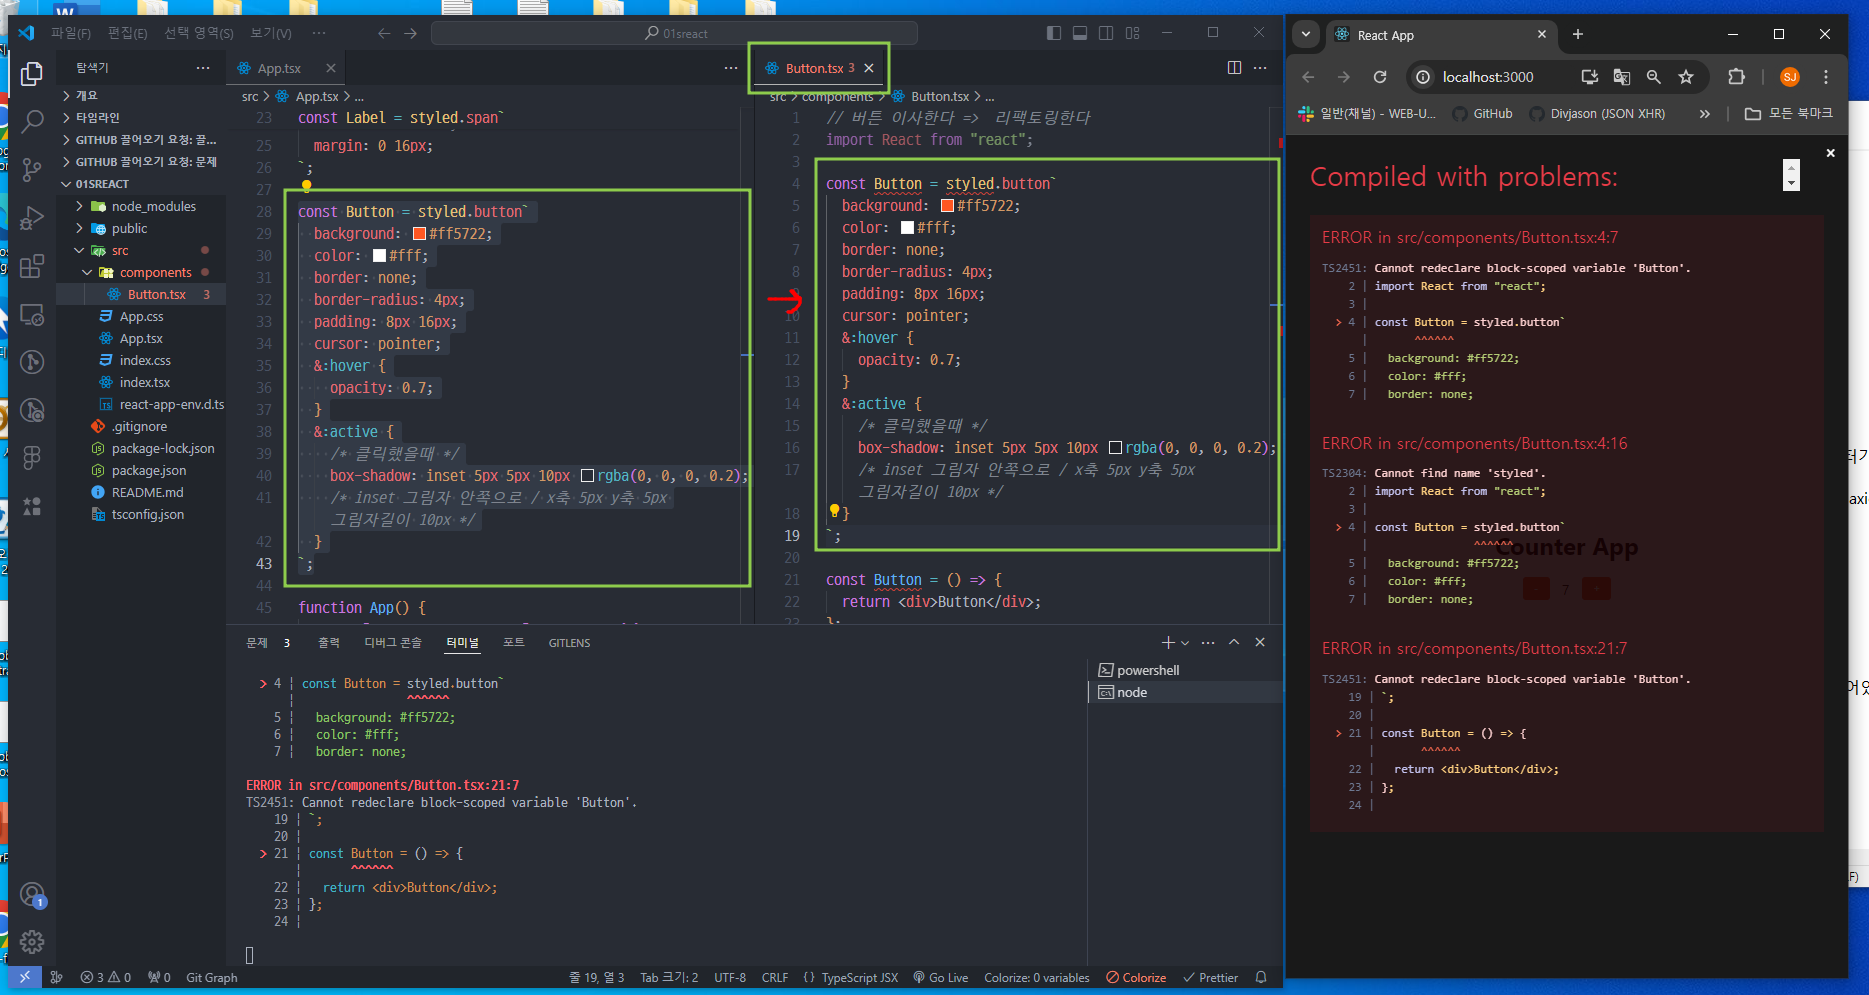 파일(F) 편집(E) 선택 영역(S) 보기(V) ··· 01sreact
탐색기
개요
타임라인
GITHUB 끌어오기 요청: 끌...
GITHUB 끌어오기 요청: 문제
01SREACT
node_modules
public
src
components
Button.tsx 3
App.css
App.tsx
index.css
index.tsx
react-app-env.d.ts
.gitignore
package-lock.json
package.json
README.md
tsconfig.json
App.tsx
src > App.tsx > ...
23 const Label = styled.span`
25 margin: 0 16px;
26 `;
27
28 const Button = styled.button`
29 background: #ff5722;
30 color: #fff;
31 border: none;
32 border-radius: 4px;
33 padding: 8px 16px;
34 cursor: pointer;
35 &:hover {
36 opacity: 0.7;
37 }
38 &:active {
39 /* 클릭했을때 */
40 box-shadow: inset 5px 5px 10px rgba(0, 0, 0, 0.2);
41 /* inset 그림자 안쪽으로 / x축 5px y축 5px
그림자길이 10px */
42 }
43 `;
44
45 function App() {
Button.tsx 3
src > components > Button.tsx > ...
1 // 버튼 이사한다 => 리팩토링한다
2 import React from "react";
3
4 const Button = styled.button`
5 background: #ff5722;
6 color: #fff;
7 border: none;
8 border-radius: 4px;
padding: 8px 16px;
10 cursor: pointer;
11 &:hover {
12 opacity: 0.7;
13 }
14 &:active {
15 /* 클릭했을때 */
16 box-shadow: inset 5px 5px 10px rgba(0, 0, 0, 0.2);
17 /* inset 그림자 안쪽으로 / x축 5px y축 5px
그림자길이 10px */
18 }
19 `;
20
21 const Button = () => {
22 return <div>Button</div>;
23 };
문제 3 출력 디버그 콘솔 터미널 포트 GITLENS
> 4 | const Button = styled.button`
| ^^^^^^
5 | background: #ff5722;
6 | color: #fff;
7 | border: none;
ERROR in src/components/Button.tsx:21:7
TS2451: Cannot redeclare block-scoped variable 'Button'.
19 | `;
20 |
> 21 | const Button = () => {
| ^^^^^^
22 | return <div>Button</div>;
23 | };
24 |
powershell
node
1
3 0 0 Git Graph 줄 19, 열 3 Tab 크기: 2 UTF-8 CRLF {} TypeScript JSX Go Live Colorize: 0 variables Colorize Prettier
React App
localhost:3000 SJ
일반(채널) - WEB-U... GitHub Divjason (JSON XHR) » 모든 북마크
Compiled with problems:
ERROR in src/components/Button.tsx:4:7
TS2451: Cannot redeclare block-scoped variable 'Button'.
2 | import React from "react";
3 |
> 4 | const Button = styled.button`
| ^^^^^^
5 | background: #ff5722;
6 | color: #fff;
7 | border: none;
ERROR in src/components/Button.tsx:4:16
TS2304: Cannot find name 'styled'.
2 | import React from "react";
3 |
> 4 | const Button = styled.button`
| ^^^^^^
5 | background: #ff5722;
6 | color: #fff;
7 | border: none;
Counter App
7
ERROR in src/components/Button.tsx:21:7
TS2451: Cannot redeclare block-scoped variable 'Button'.
19 | `;
20 |
> 21 | const Button = () => {
| ^^^^^^
22 | return <div>Button</div>;
23 | };
24 |